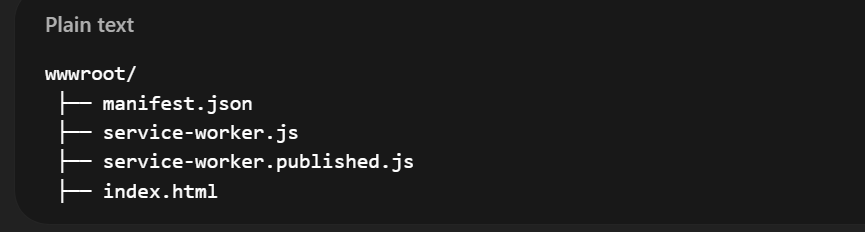 Plain text
wwwroot/
├── manifest.json
├── service-worker.js
├── service-worker.published.js
├── index.html